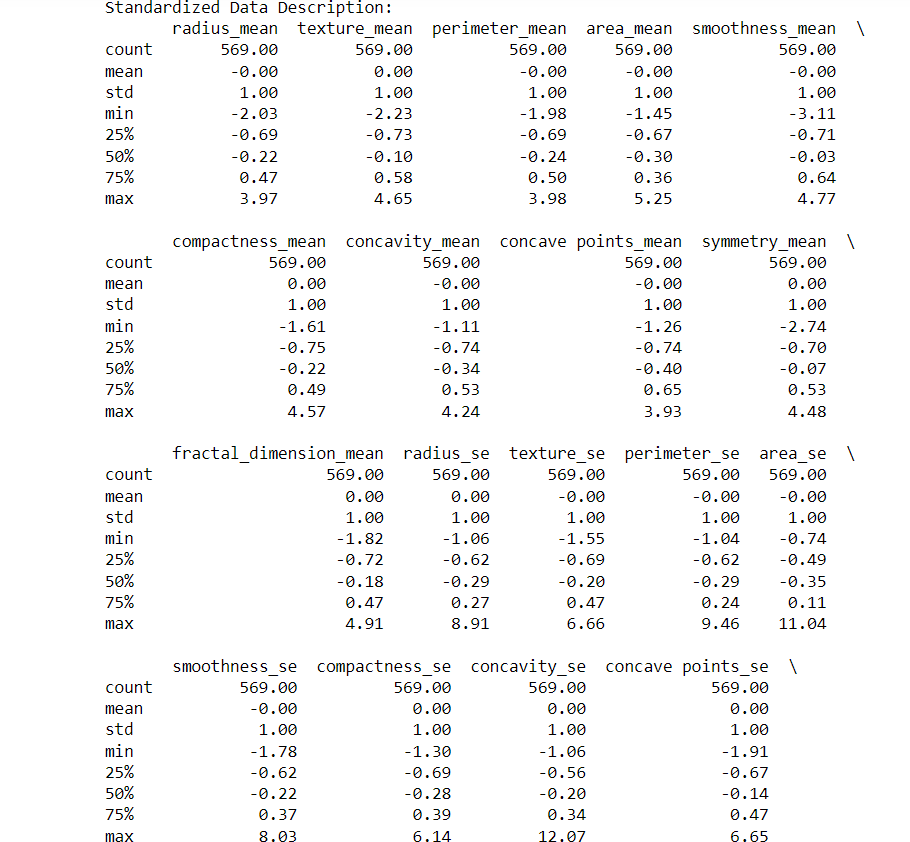 Standardized Data Description:
       radius_mean  texture_mean  perimeter_mean  area_mean  smoothness_mean  \
count       569.00        569.00          569.00     569.00           569.00
mean         -0.00          0.00           -0.00      -0.00            -0.00
std           1.00          1.00            1.00       1.00             1.00
min          -2.03         -2.23           -1.98      -1.45            -3.11
25%          -0.69         -0.73           -0.69      -0.67            -0.71
50%          -0.22         -0.10           -0.24      -0.30            -0.03
75%           0.47          0.58            0.50       0.36             0.64
max           3.97          4.65            3.98       5.25             4.77

       compactness_mean  concavity_mean  concave points_mean  symmetry_mean  \
count            569.00          569.00               569.00         569.00
mean               0.00           -0.00                -0.00           0.00
std                1.00            1.00                 1.00           1.00
min               -1.61           -1.11                -1.26          -2.74
25%               -0.75           -0.74                -0.74          -0.70
50%               -0.22           -0.34                -0.40          -0.07
75%                0.49            0.53                 0.65           0.53
max                4.57            4.24                 3.93           4.48

       fractal_dimension_mean  radius_se  texture_se  perimeter_se  area_se  \
count                  569.00     569.00      569.00        569.00   569.00
mean                     0.00       0.00       -0.00         -0.00    -0.00
std                      1.00       1.00        1.00          1.00     1.00
min                     -1.82      -1.06       -1.55         -1.04    -0.74
25%                     -0.72      -0.62       -0.69         -0.62    -0.49
50%                     -0.18      -0.29       -0.20         -0.29    -0.35
75%                      0.47       0.27        0.47          0.24     0.11
max                      4.91       8.91        6.66          9.46    11.04

       smoothness_se  compactness_se  concavity_se  concave points_se  \
count         569.00          569.00        569.00             569.00
mean           -0.00            0.00          0.00               0.00
std             1.00            1.00          1.00               1.00
min            -1.78           -1.30         -1.06              -1.91
25%            -0.62           -0.69         -0.56              -0.67
50%            -0.22           -0.28         -0.20              -0.14
75%             0.37            0.39          0.34               0.47
max             8.03            6.14         12.07               6.65